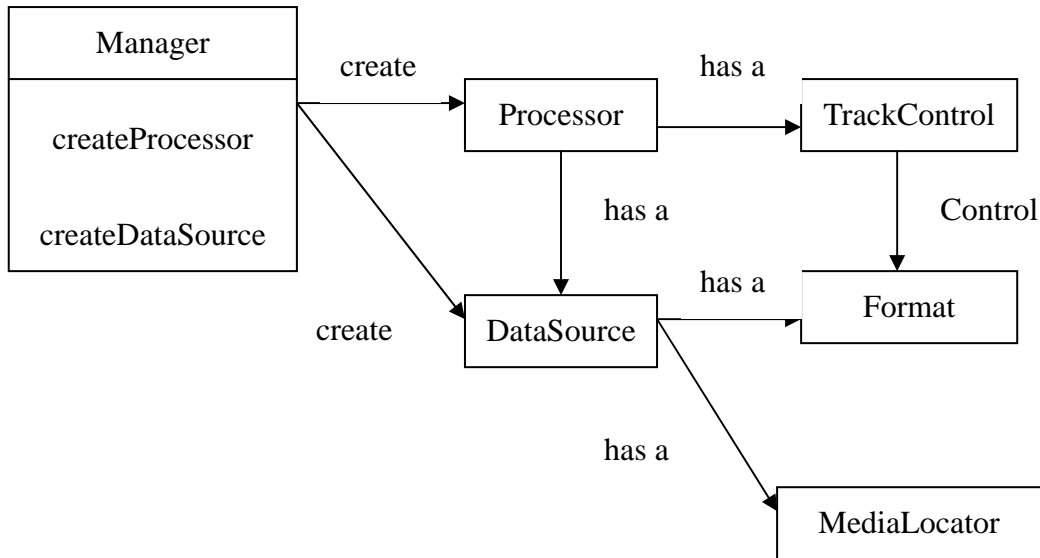 Manager
createProcessor
createDataSource
create
Processor
has a
TrackControl
has a
Control
create
DataSource
has a
Format
has a
MediaLocator